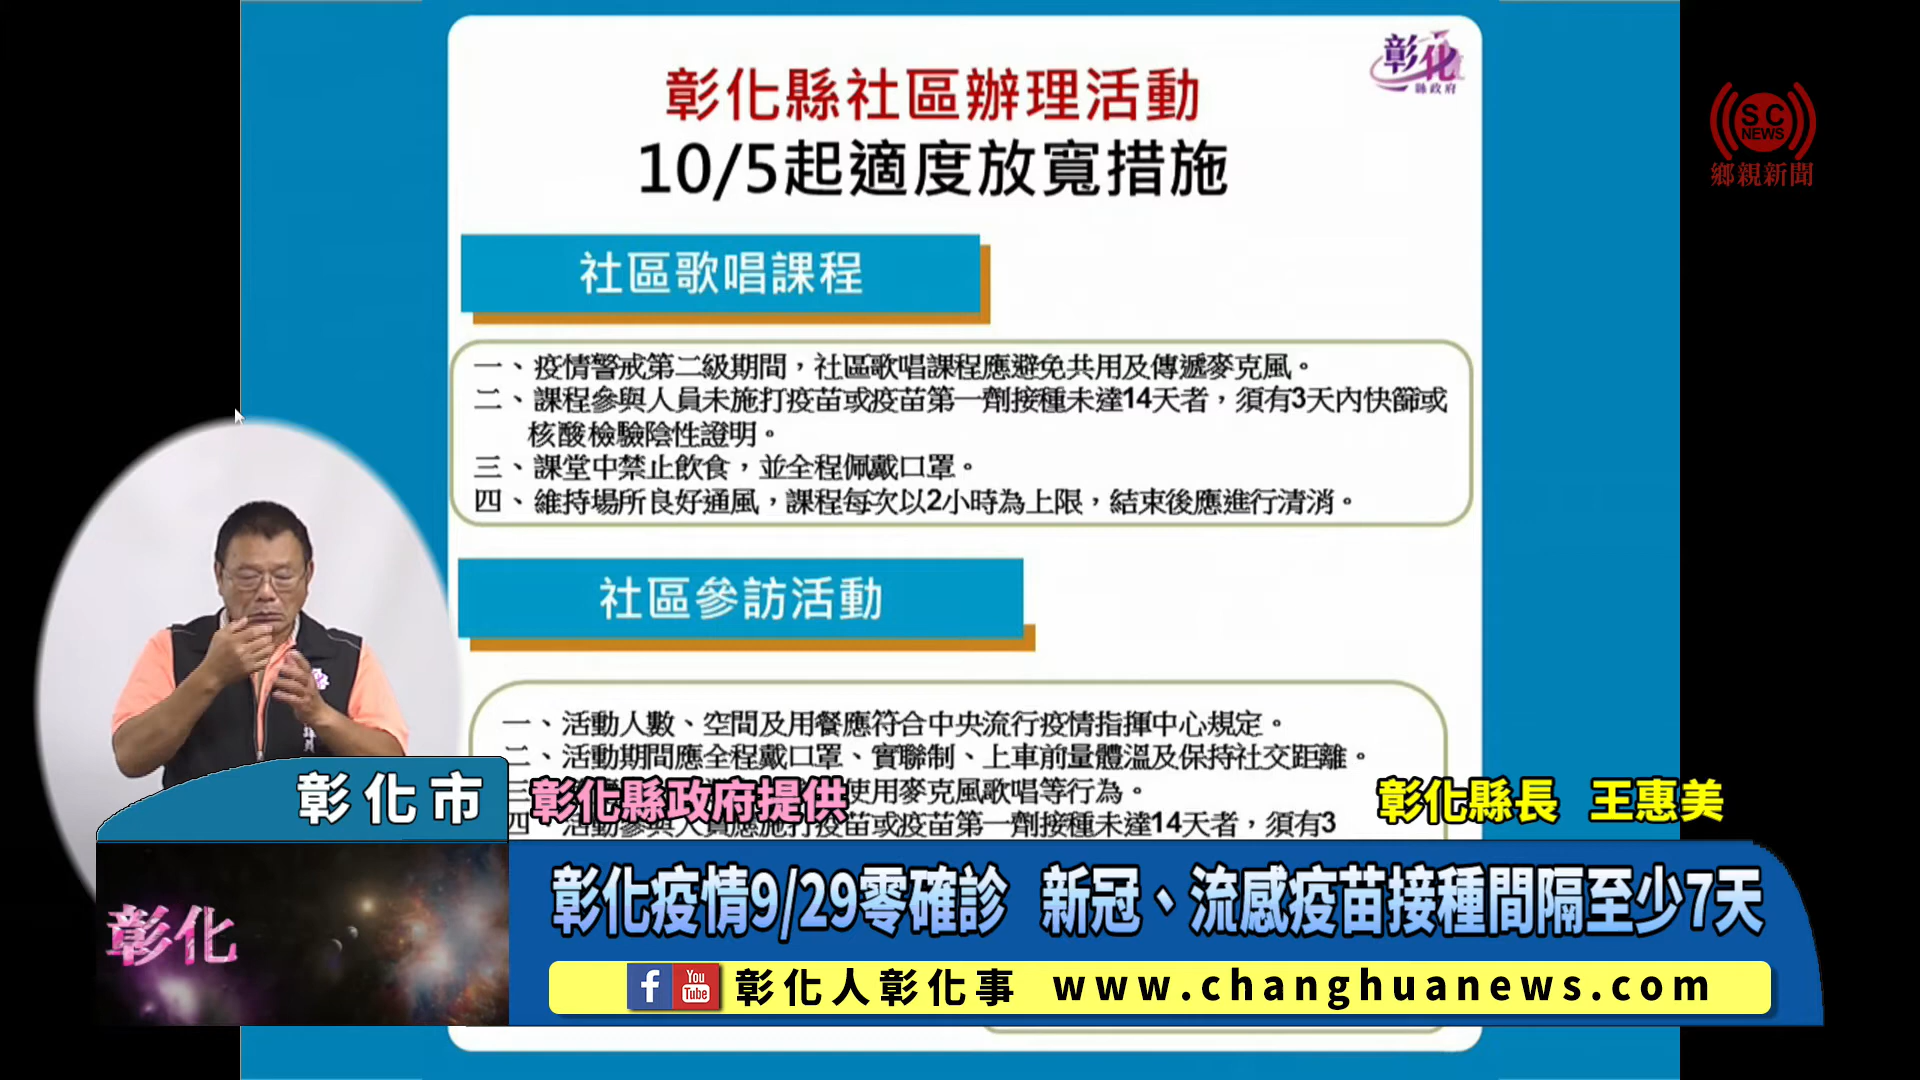 彰化縣社區辦理活動
彰化
縣政府
S C
NEWS
鄉親新聞
10/5起適度放寬措施
社區歌唱課程
一、疫情警戒第二級期間，社區歌唱課程應避免共用及傳遞麥克風。
二、課程參與人員未施打疫苗或疫苗第一劑接種未達14天者，須有3天內快篩或
核酸檢驗陰性證明。
三、課堂中禁止飲食，並全程佩戴口罩。
四、維持場所良好通風，課程每次以2小時為上限，結束後應進行清消。
社區參訪活動
一、活動人數、空間及用餐應符合中央流行疫情指揮中心規定。
二、活動期間應全程戴口罩、實聯制、上車前量體溫及保持社交距離。
三
使用麥克風歌唱等行為。
四、活動參與人員應施打疫苗或疫苗第一劑接種未達14天者，須有3
彰化市
彰化縣政府提供
彰化縣長 王惠美
彰化
彰化疫情9/29零確診 新冠、流感疫苗接種間隔至少7天
f You Tube 彰化人彰化事 www.changhuanews.com